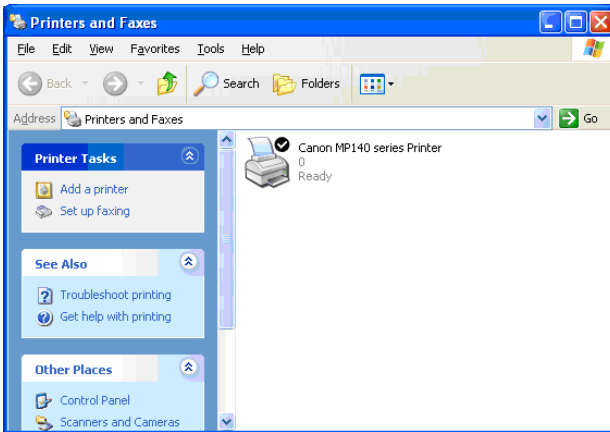 Printers and Faxes
File Edit View Favorites Tools Help
Back Search Folders
Address Printers and Faxes Go
Printer Tasks
Add a printer
Set up faxing
See Also
Troubleshoot printing
Get help with printing
Other Places
Control Panel
Scanners and Cameras
Canon MP140 series Printer
0
Ready